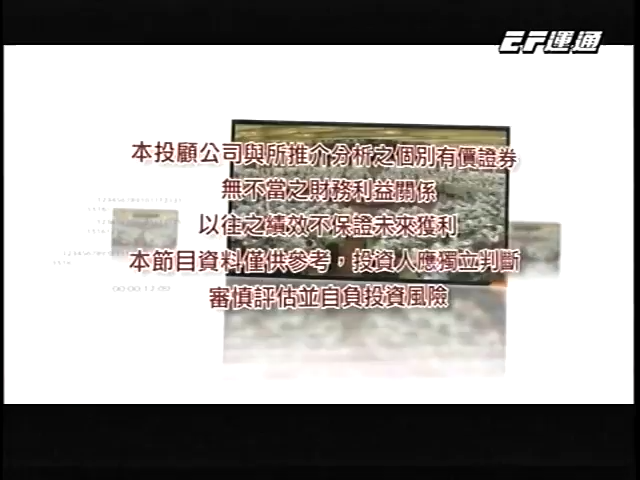 EF運通
本投顧公司與所推介分析之個別有價證券
無不當之財務利益關係
以往之績效不保證未來獲利
本節目資料僅供參考，投資人應獨立判斷
審慎評估並自負投資風險